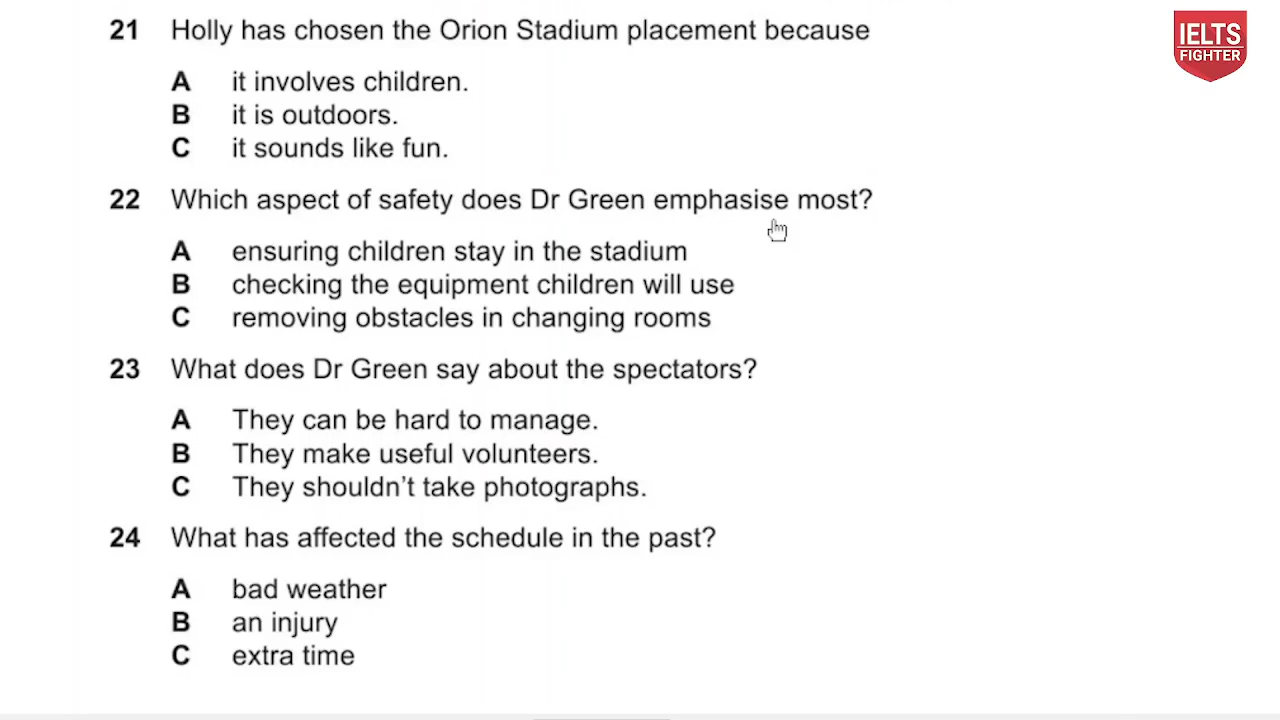 IELTS
FIGHTER
21 Holly has chosen the Orion Stadium placement because
A it involves children.
B it is outdoors.
C it sounds like fun.
22 Which aspect of safety does Dr Green emphasise most?
A ensuring children stay in the stadium
B checking the equipment children will use
C removing obstacles in changing rooms
23 What does Dr Green say about the spectators?
A They can be hard to manage.
B They make useful volunteers.
C They shouldn't take photographs.
24 What has affected the schedule in the past?
A bad weather
B an injury
C extra time